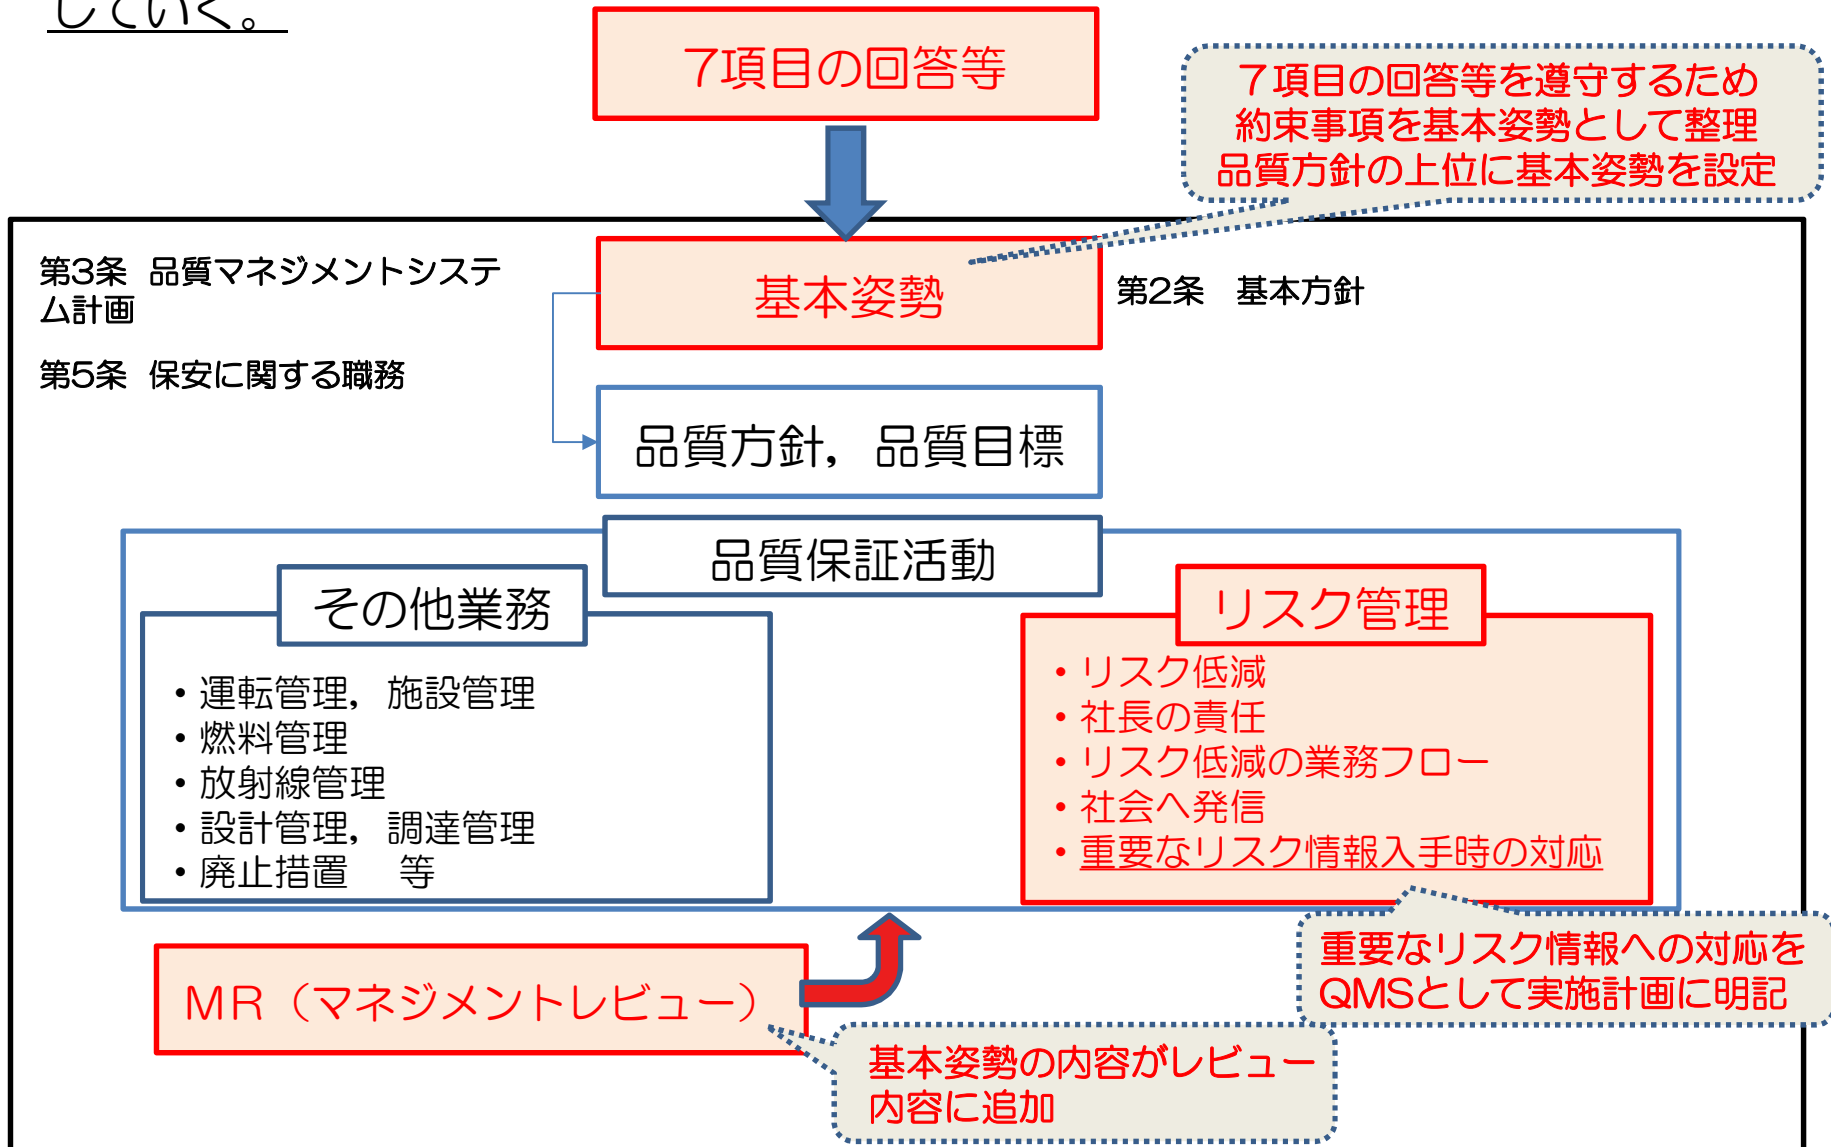 していく。
7項目の回答等
7項目の回答等を遵守するため
約束事項を基本姿勢として整理
品質方針の上位に基本姿勢を設定
第3条 品質マネジメントシステ
ム計画
基本姿勢
第2条　基本方針
第5条 保安に関する職務
品質方針，品質目標
品質保証活動
その他業務
・運転管理，施設管理
・燃料管理
・放射線管理
・設計管理，調達管理
・廃止措置　等
リスク管理
・リスク低減
・社長の責任
・リスク低減の業務フロー
・社会へ発信
・重要なリスク情報入手時の対応
重要なリスク情報への対応を
QMSとして実施計画に明記
MR（マネジメントレビュー）
基本姿勢の内容がレビュー
内容に追加